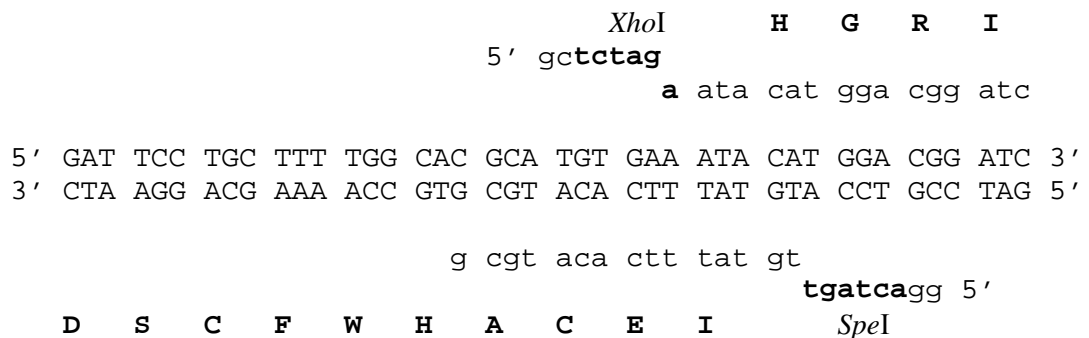 XhoI H G R I
5′ gctctag
a ata cat gga cgg atc
5′ GAT TCC TGC TTT TGG CAC GCA TGT GAA ATA CAT GGA CGG ATC 3′
3′ CTA AGG ACG AAA ACC GTG CGT ACA CTT TAT GTA CCT GCC TAG 5′
g cgt aca ctt tat gt
tgatcagg 5′
D S C F W H A C E I SpeI